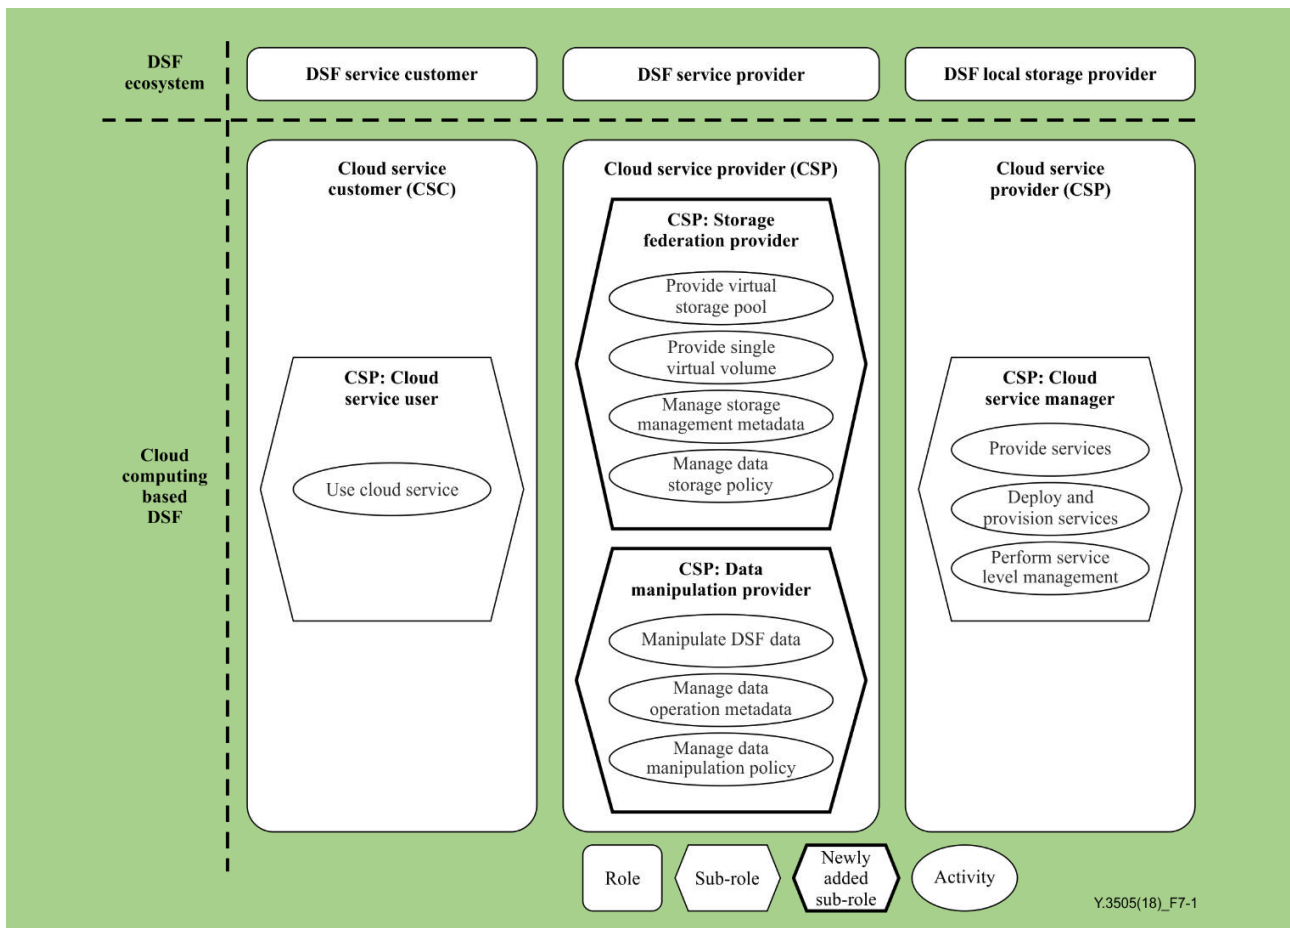 DSF
ecosystem
DSF service customer
DSF service provider
DSF local storage provider
Cloud
computing
based
DSF
Cloud service
customer (CSC)
CSP: Cloud
service user
Use cloud service
Cloud service provider (CSP)
CSP: Storage
federation provider
Provide virtual
storage pool
Provide single
virtual volume
Manage storage
management metadata
Manage data
storage policy
CSP: Data
manipulation provider
Manipulate DSF data
Manage data
operation metadata
Manage data
manipulation policy
Cloud service
provider (CSP)
CSP: Cloud
service manager
Provide services
Deploy and
provision services
Perform service
level management
Role
Sub-role
Newly
added
sub-role
Activity
Y.3505(18)_F7-1